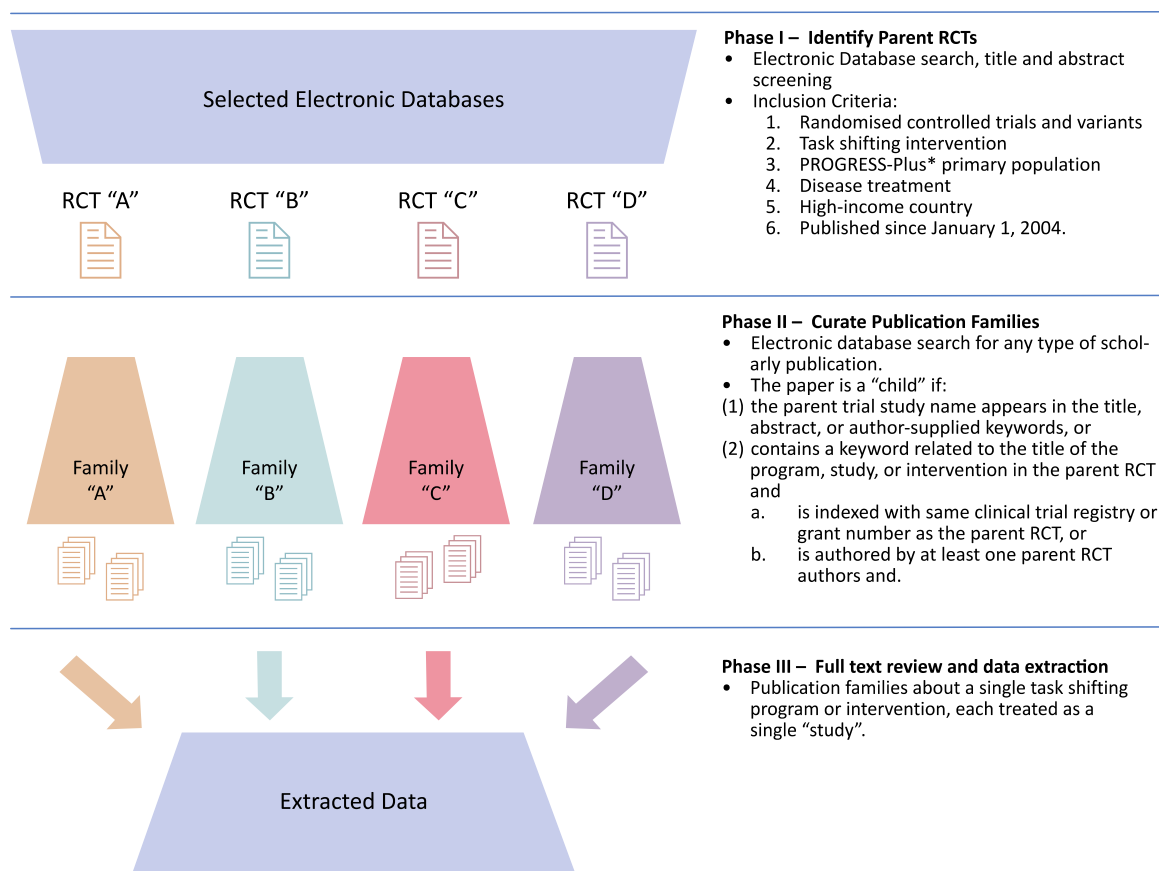 Selected Electronic Databases
RCT “A”
RCT “B”
RCT “C”
RCT “D”
Phase I – Identify Parent RCTs
• Electronic Database search, title and abstract
screening
• Inclusion Criteria:
1. Randomised controlled trials and variants
2. Task shifting intervention
3. PROGRESS-Plus* primary population
4. Disease treatment
5. High-income country
6. Published since January 1, 2004.
Family
“A”
Family
“B”
Family
“C”
Family
“D”
Phase II – Curate Publication Families
• Electronic database search for any type of schol-
arly publication.
• The paper is a “child” if:
(1) the parent trial study name appears in the title,
abstract, or author-supplied keywords, or
(2) contains a keyword related to the title of the
program, study, or intervention in the parent RCT
and
a. is indexed with same clinical trial registry or
grant number as the parent RCT, or
b. is authored by at least one parent RCT
authors and.
Phase III – Full text review and data extraction
• Publication families about a single task shifting
program or intervention, each treated as a
single “study”.
Extracted Data